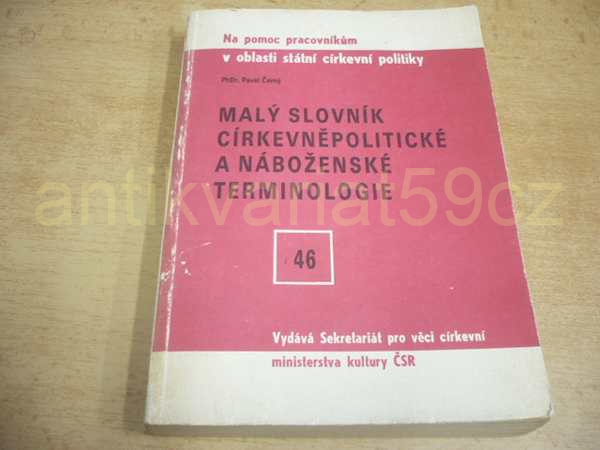 Na pomoc pracovníkům
v oblasti státní církevní politiky
PhDr. Pavel Černý
MALÝ SLOVNÍK
CÍRKEVNĚPOLITICKÉ
A NÁBOŽENSKÉ
TERMINOLOGIE
antikvariat59cz
46
Vydává Sekretariát pro věci církevní
ministerstva kultury ČSR